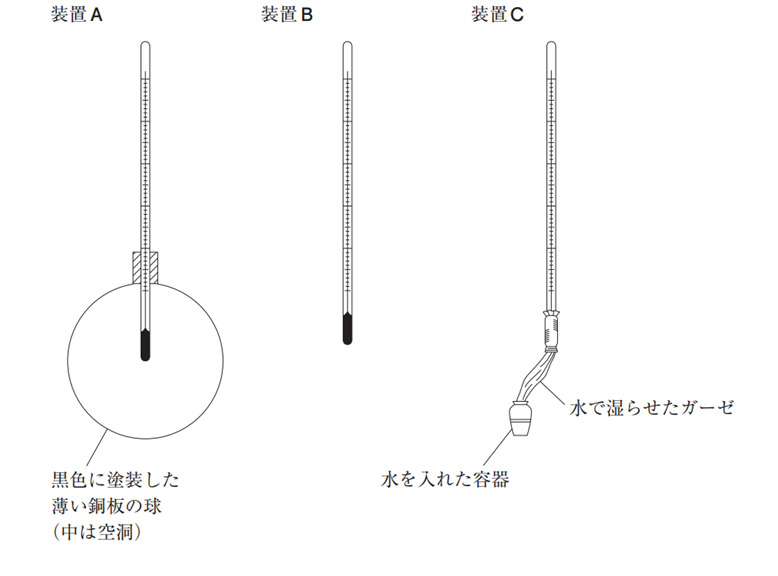 装置A
装置B
装置C
水で湿らせたガーゼ
水を入れた容器
黒色に塗装した
薄い銅板の球
（中は空洞）